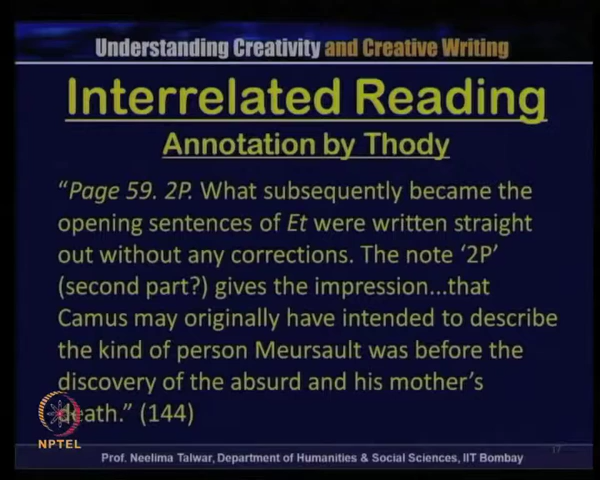 Understanding Creativity and Creative Writing
Interrelated Reading
Annotation by Thody
“Page 59. 2P. What subsequently became the
opening sentences of Et were written straight
out without any corrections. The note ‘2P’
(second part?) gives the impression...that
Camus may originally have intended to describe
the kind of person Meursault was before the
discovery of the absurd and his mother’s
death.” (144)
NPTEL
17
Prof. Neelima Talwar, Department of Humanities & Social Sciences, IIT Bombay